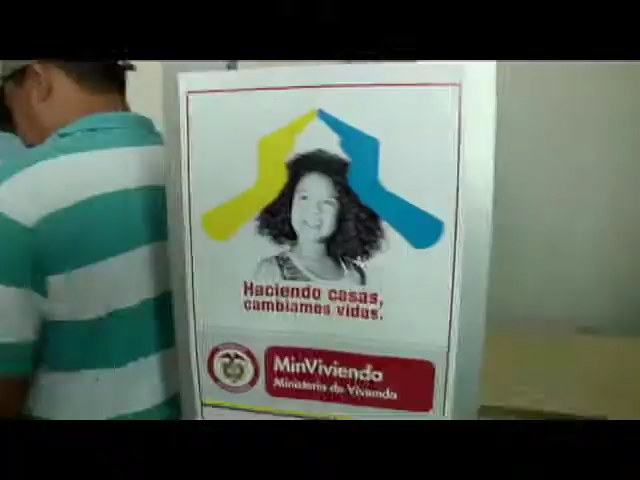 Haciendo casas,
cambiamos vidas.
MinVivienda
Ministerio de Vivienda